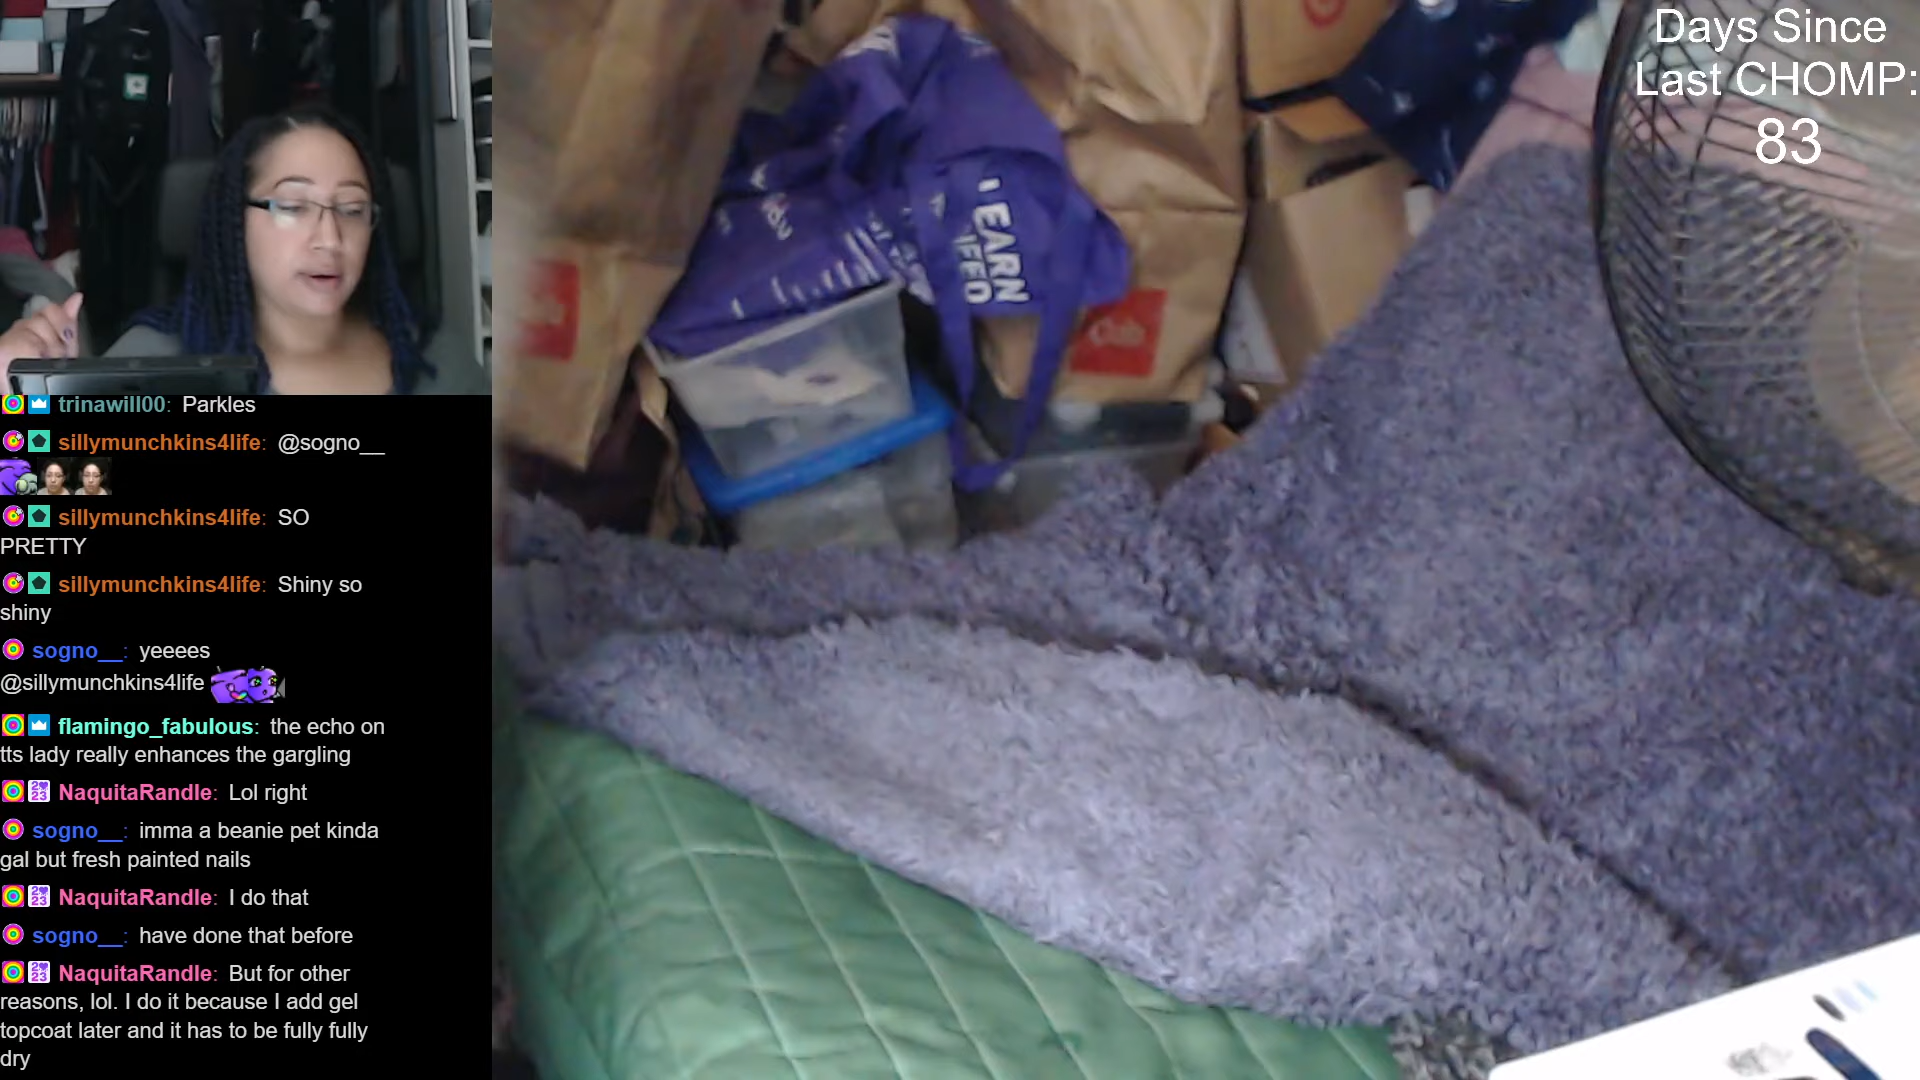 Days Since
Last CHOMP:
83
I EARN
Club
trinawill00: Parkles
sillymunchkins4life: @sogno__
sillymunchkins4life: SO
PRETTY
sillymunchkins4life: Shiny so
shiny
sogno__: yeeees
@sillymunchkins4life
flamingo_fabulous: the echo on
tts lady really enhances the gargling
NaquitaRandle: Lol right
sogno__: imma a beanie pet kinda
gal but fresh painted nails
NaquitaRandle: I do that
sogno__: have done that before
NaquitaRandle: But for other
reasons, lol. I do it because I add gel
topcoat later and it has to be fully fully
dry